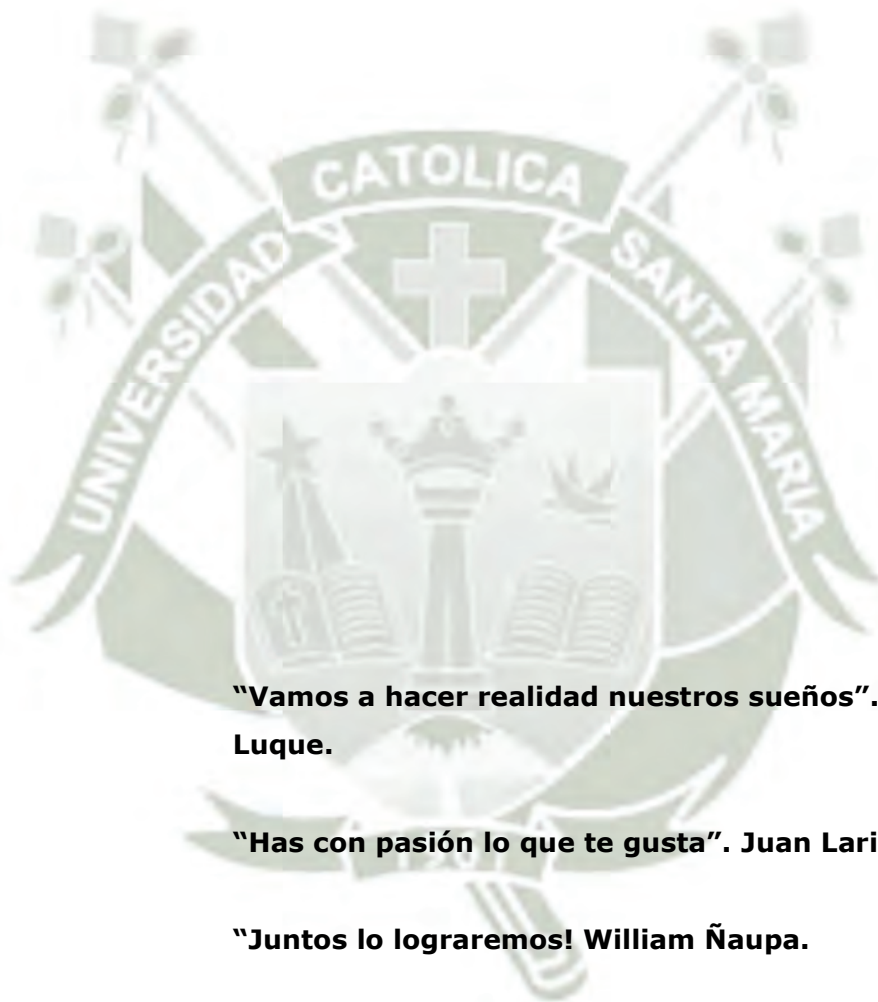 UNIVERSIDAD CATOLICA SANTA MARIA
“Vamos a hacer realidad nuestros sueños”.
Luque.
“Has con pasión lo que te gusta”. Juan Lari
1961
“Juntos lo lograremos! William Ñaupa.